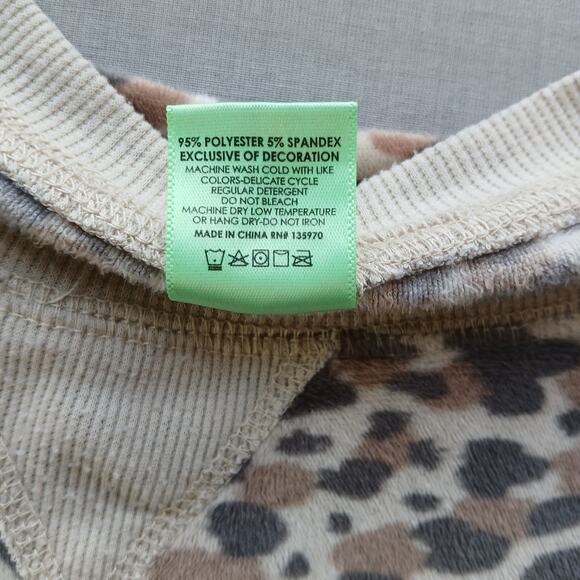 95% POLYESTER 5% SPANDEX
EXCLUSIVE OF DECORATION
MACHINE WASH COLD WITH LIKE
COLORS-DELICATE CYCLE
REGULAR DETERGENT
DO NOT BLEACH
MACHINE DRY LOW TEMPERATURE
OR HANG DRY-DO NOT IRON
MADE IN CHINA RN# 135970